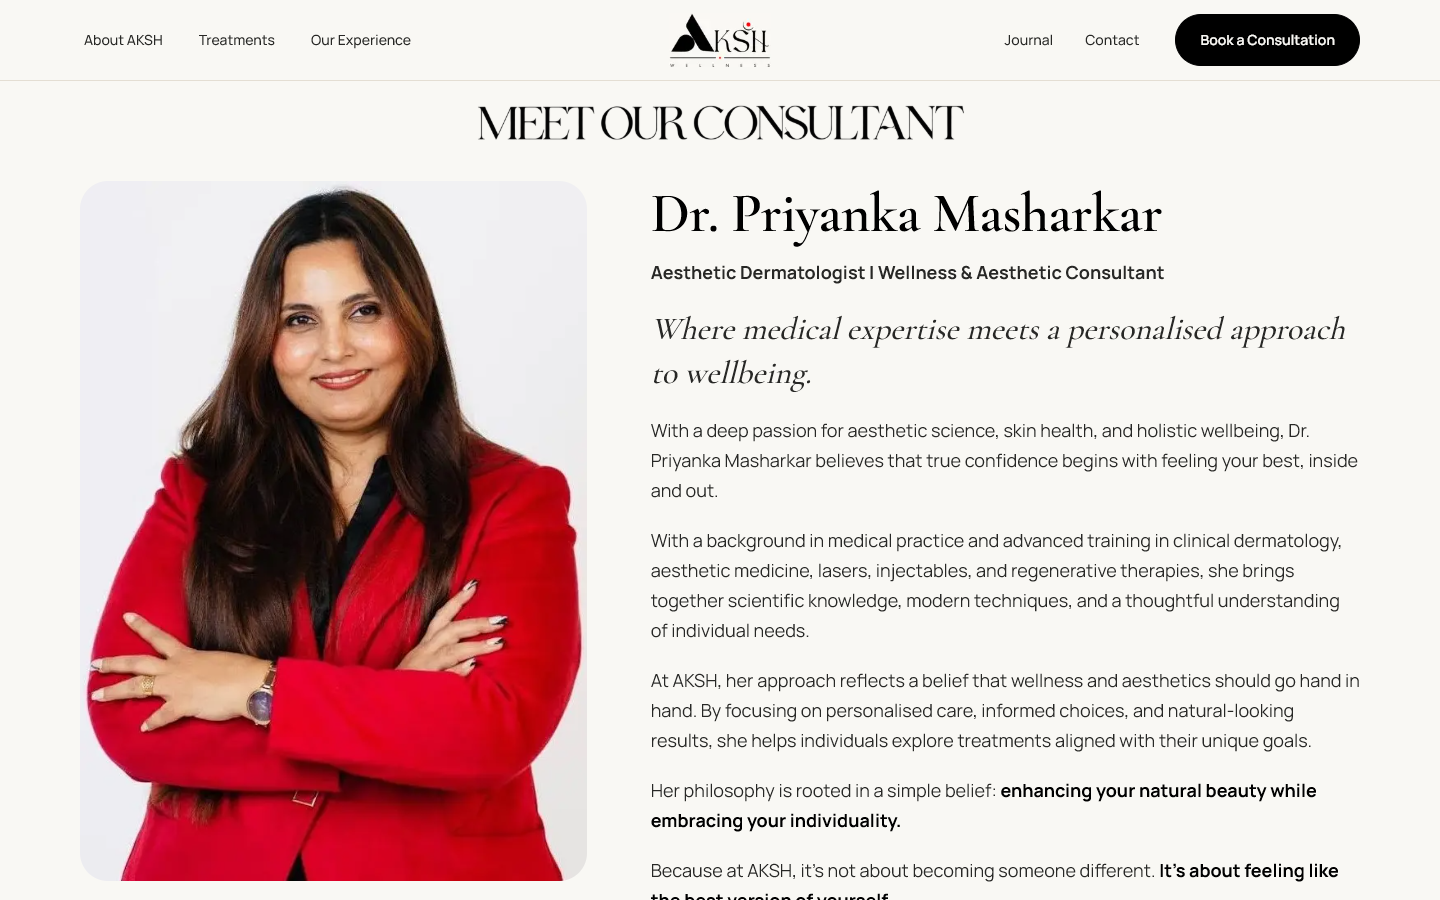 About AKSH
Treatments
Our Experience
AKSH
WELLNESS
Journal
Contact
Book a Consultation
MEET OUR CONSULTANT
Dr. Priyanka Masharkar
Aesthetic Dermatologist | Wellness & Aesthetic Consultant
Where medical expertise meets a personalised approach
to wellbeing.
With a deep passion for aesthetic science, skin health, and holistic wellbeing, Dr.
Priyanka Masharkar believes that true confidence begins with feeling your best, inside
and out.
With a background in medical practice and advanced training in clinical dermatology,
aesthetic medicine, lasers, injectables, and regenerative therapies, she brings
together scientific knowledge, modern techniques, and a thoughtful understanding
of individual needs.
At AKSH, her approach reflects a belief that wellness and aesthetics should go hand in
hand. By focusing on personalised care, informed choices, and natural-looking
results, she helps individuals explore treatments aligned with their unique goals.
Her philosophy is rooted in a simple belief: enhancing your natural beauty while
embracing your individuality.
Because at AKSH, it's not about becoming someone different. It's about feeling like
the best version of yourself